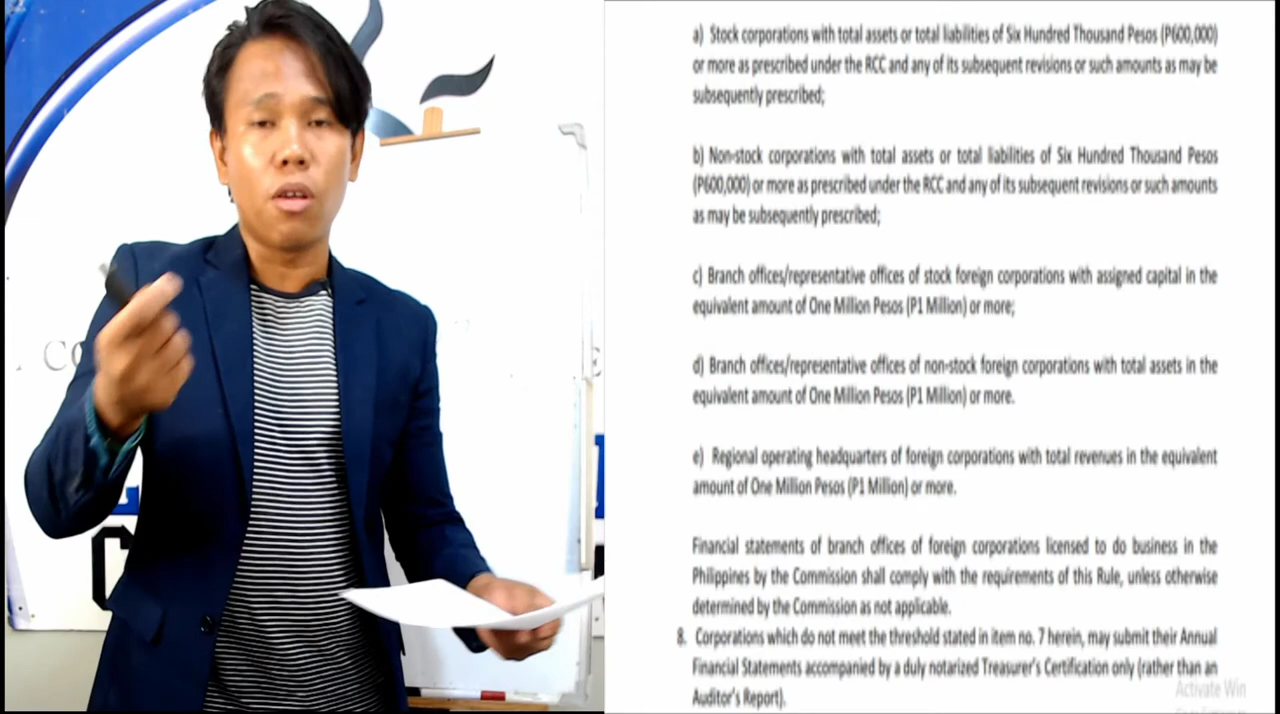 a) Stock corporations with total assets or total liabilities of Six Hundred Thousand Pesos (P600,000)
or more as prescribed under the RCC and any of its subsequent revisions or such amounts as may be
subsequently prescribed;
b) Non-stock corporations with total assets or total liabilities of Six Hundred Thousand Pesos
(P600,000) or more as prescribed under the RCC and any of its subsequent revisions or such amounts
as may be subsequently prescribed;
c) Branch offices/representative offices of stock foreign corporations with assigned capital in the
equivalent amount of One Million Pesos (P1 Million) or more;
d) Branch offices/representative offices of non-stock foreign corporations with total assets in the
equivalent amount of One Million Pesos (P1 Million) or more.
e) Regional operating headquarters of foreign corporations with total revenues in the equivalent
amount of One Million Pesos (P1 Million) or more.
Financial statements of branch offices of foreign corporations licensed to do business in the
Philippines by the Commission shall comply with the requirements of this Rule, unless otherwise
determined by the Commission as not applicable.
8. Corporations which do not meet the threshold stated in item no. 7 herein, may submit their Annual
Financial Statements accompanied by a duly notarized Treasurer's Certification only (rather than an
Auditor's Report).
Activate Win